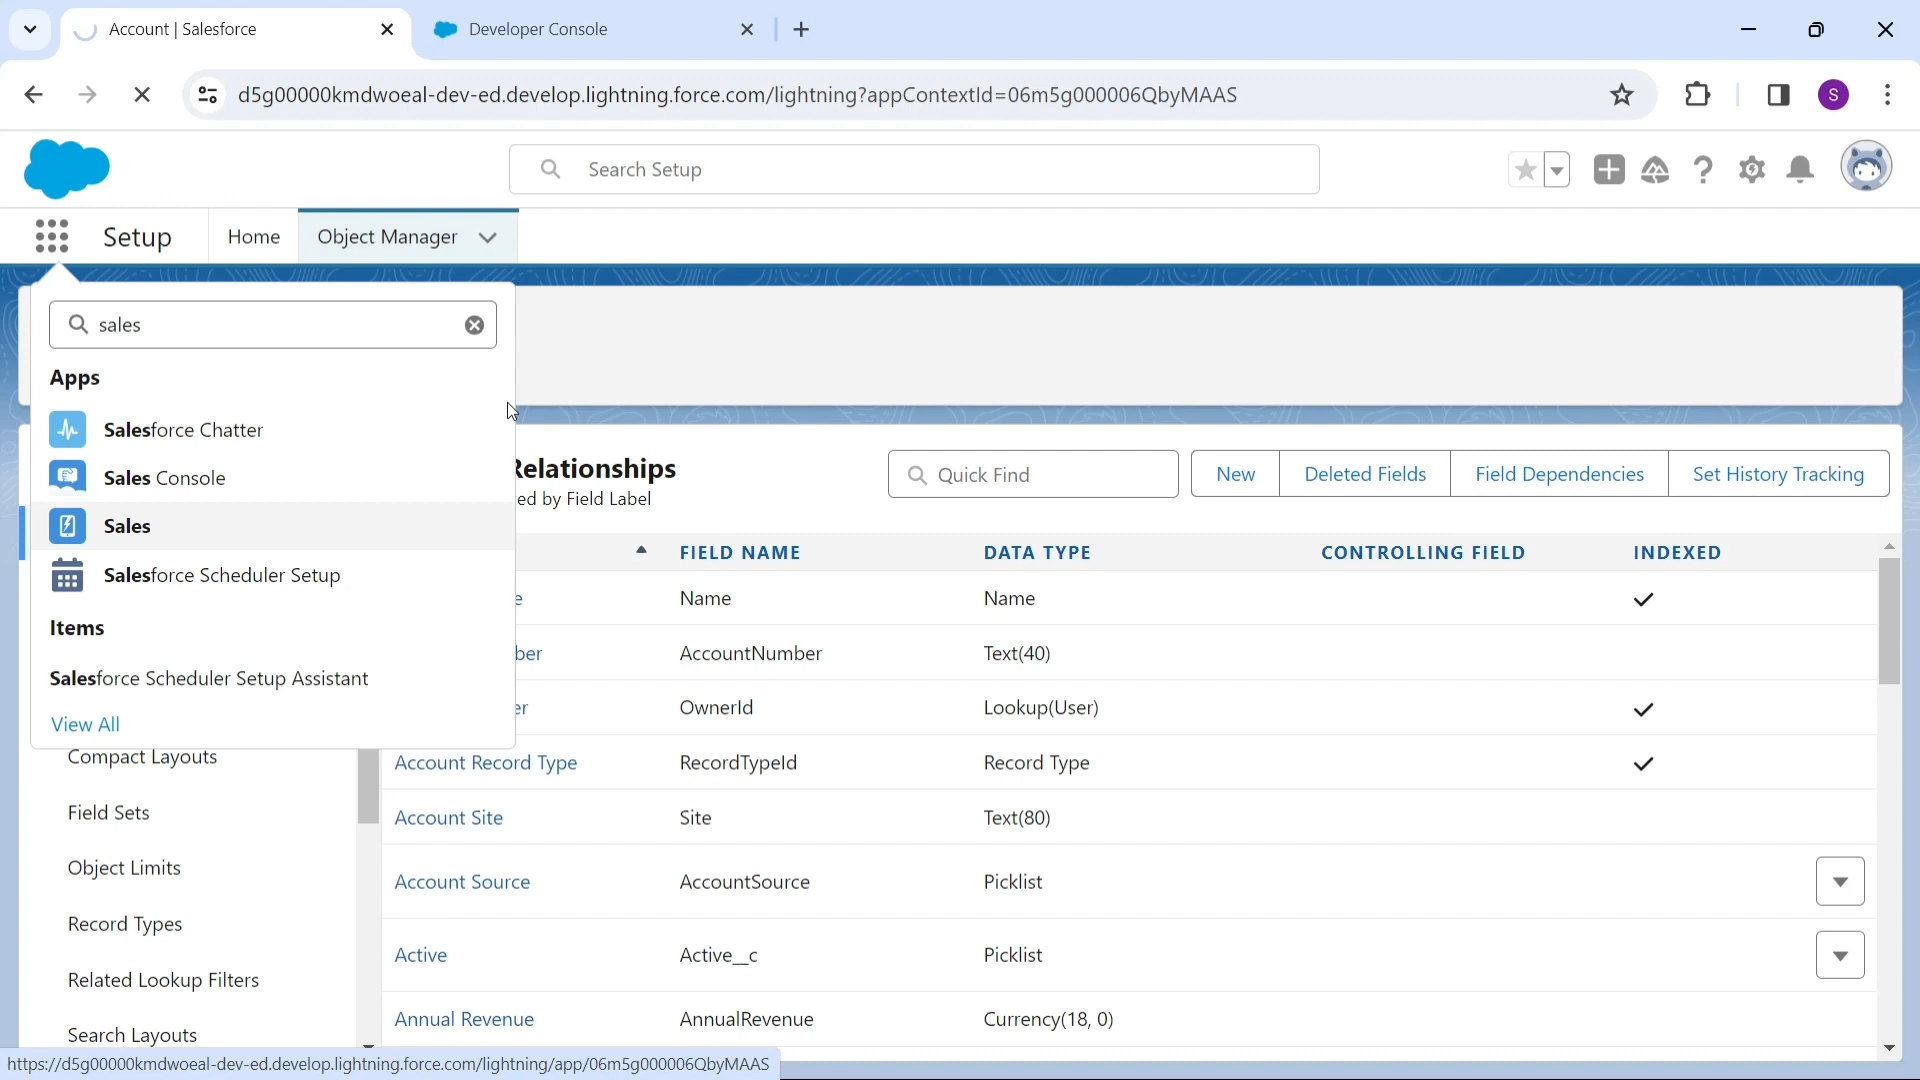 Account | Salesforce
Developer Console
d5g00000kmdwoeal-dev-ed.develop.lightning.force.com/lightning?appContextId=06m5g000006QbyMAAS
S
Search Setup
Setup
Home
Object Manager
sales
Apps
Salesforce Chatter
Sales Console
Sales
Salesforce Scheduler Setup
Items
Salesforce Scheduler Setup Assistant
View All
Relationships
ed by Field Label
Quick Find
New
Deleted Fields
Field Dependencies
Set History Tracking
FIELD NAME DATA TYPE CONTROLLING FIELD INDEXED
e Name Name
ber AccountNumber Text(40)
er OwnerId Lookup(User)
Account Record Type RecordTypeId Record Type
Account Site Site Text(80)
Account Source AccountSource Picklist
Active Active__c Picklist
Annual Revenue AnnualRevenue Currency(18, 0)
Compact Layouts
Field Sets
Object Limits
Record Types
Related Lookup Filters
Search Layouts
https://d5g00000kmdwoeal-dev-ed.develop.lightning.force.com/lightning/app/06m5g000006QbyMAAS